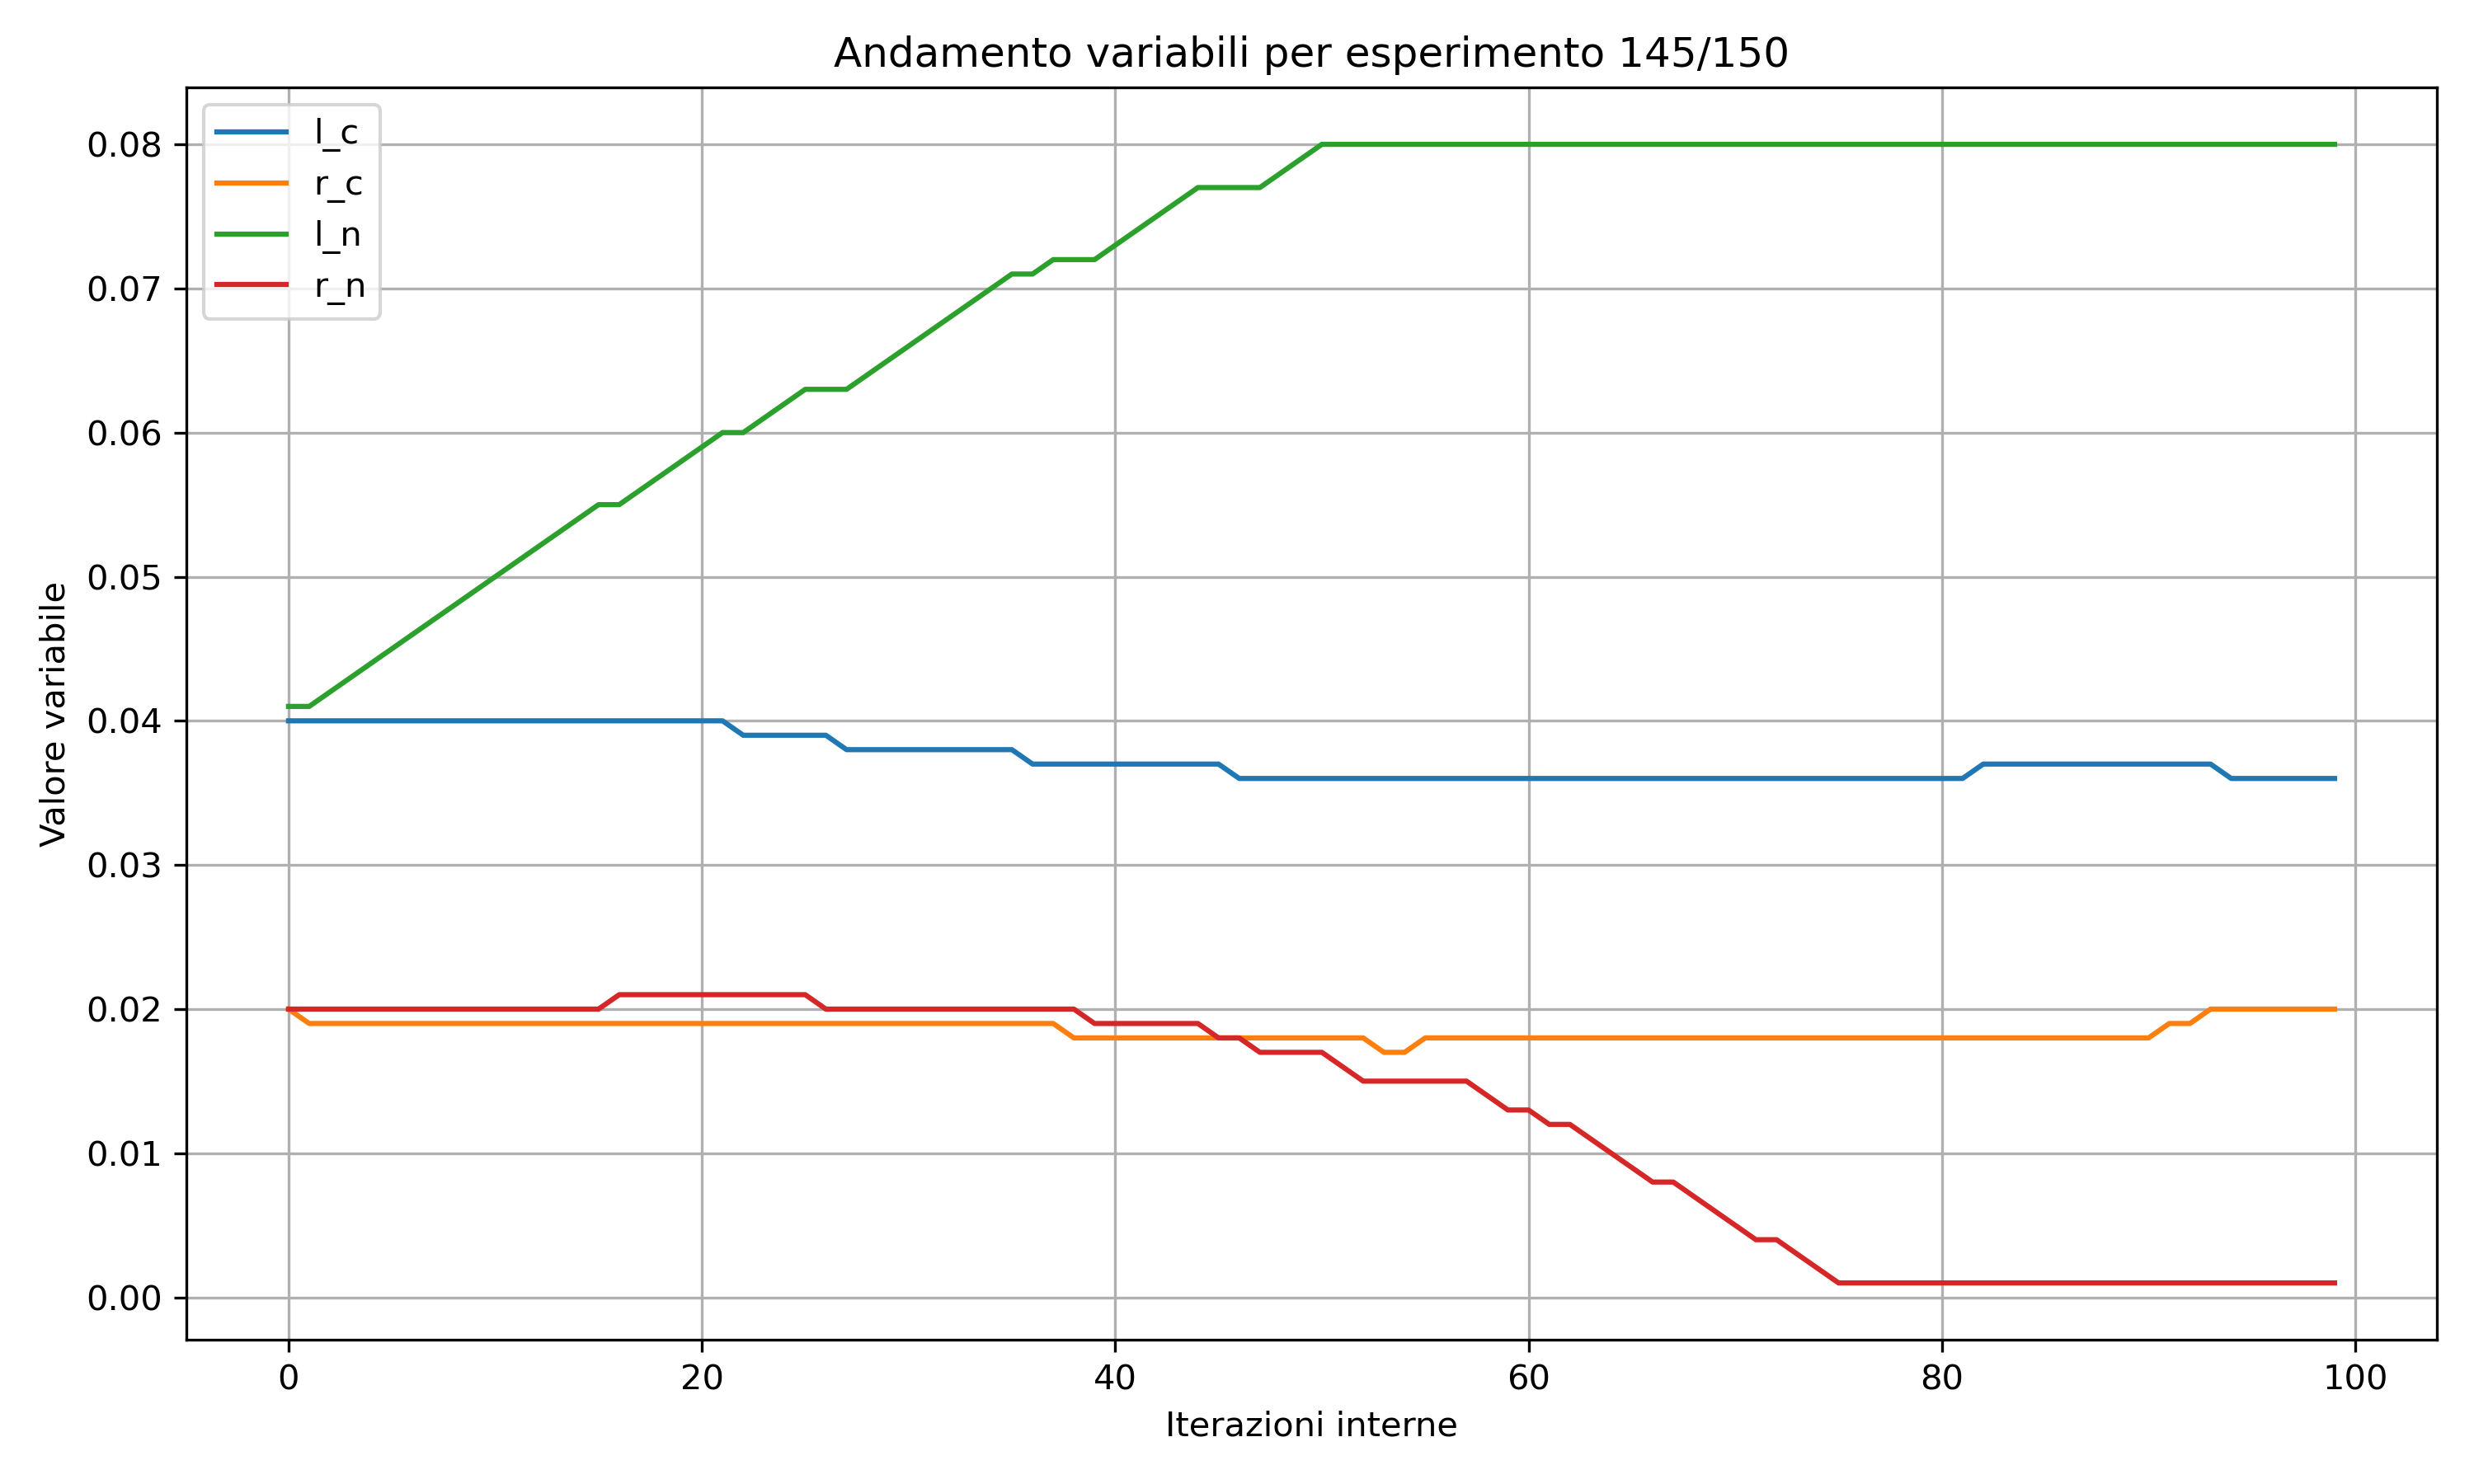 Andamento variabili per esperimento 145/150
l_c
r_c
l_n
r_n
Valore variabile
0.08
0.07
0.06
0.05
0.04
0.03
0.02
0.01
0.00
0 20 40 60 80 100
Iterazioni interne